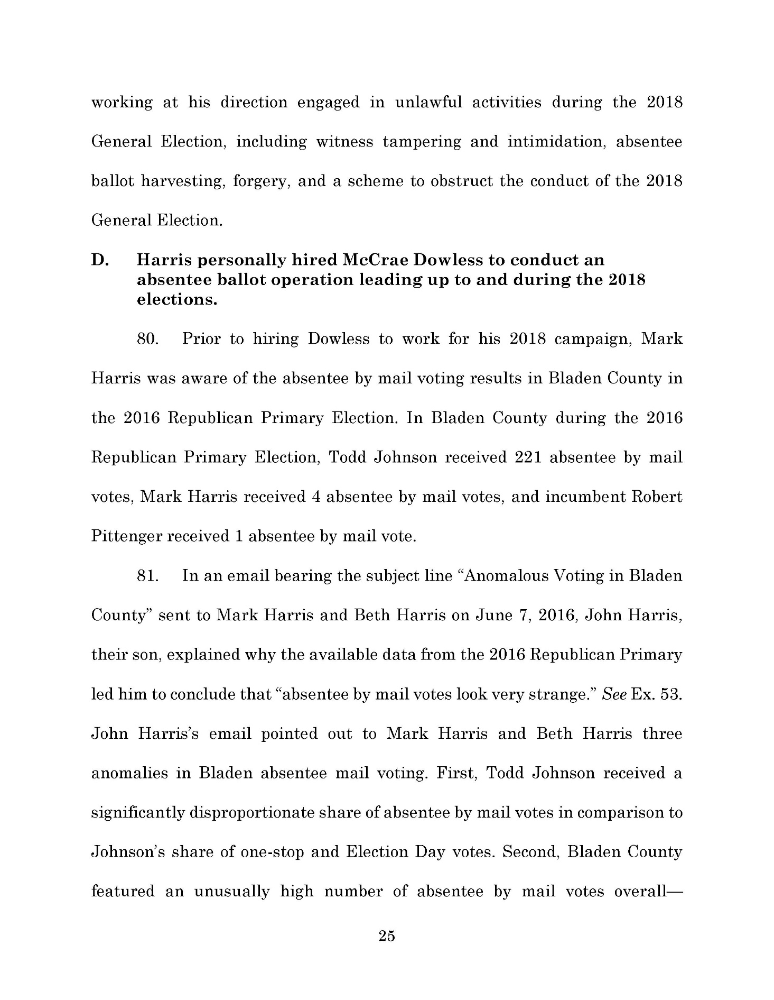 working at his direction engaged in unlawful activities during the 2018
General Election, including witness tampering and intimidation, absentee
ballot harvesting, forgery, and a scheme to obstruct the conduct of the 2018
General Election.
D. Harris personally hired McCrae Dowless to conduct an
absentee ballot operation leading up to and during the 2018
elections.
80. Prior to hiring Dowless to work for his 2018 campaign, Mark
Harris was aware of the absentee by mail voting results in Bladen County in
the 2016 Republican Primary Election. In Bladen County during the 2016
Republican Primary Election, Todd Johnson received 221 absentee by mail
votes, Mark Harris received 4 absentee by mail votes, and incumbent Robert
Pittenger received 1 absentee by mail vote.
81. In an email bearing the subject line “Anomalous Voting in Bladen
County” sent to Mark Harris and Beth Harris on June 7, 2016, John Harris,
their son, explained why the available data from the 2016 Republican Primary
led him to conclude that “absentee by mail votes look very strange.” See Ex. 53.
John Harris’s email pointed out to Mark Harris and Beth Harris three
anomalies in Bladen absentee mail voting. First, Todd Johnson received a
significantly disproportionate share of absentee by mail votes in comparison to
Johnson’s share of one-stop and Election Day votes. Second, Bladen County
featured an unusually high number of absentee by mail votes overall—
25